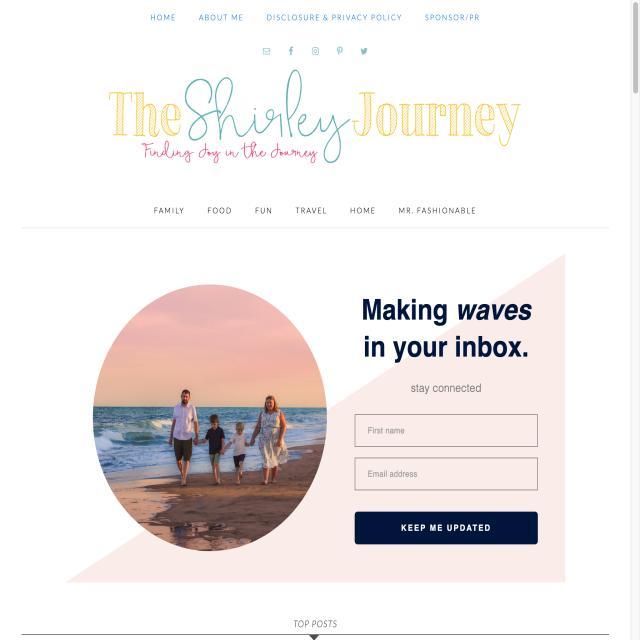 HOME ABOUT ME DISCLOSURE & PRIVACY POLICY SPONSOR/PR
The Shirley Journey
Finding Joy in the Journey
FAMILY FOOD FUN TRAVEL HOME MR. FASHIONABLE
Making waves
in your inbox.
stay connected
First name
Email address
KEEP ME UPDATED
TOP POSTS